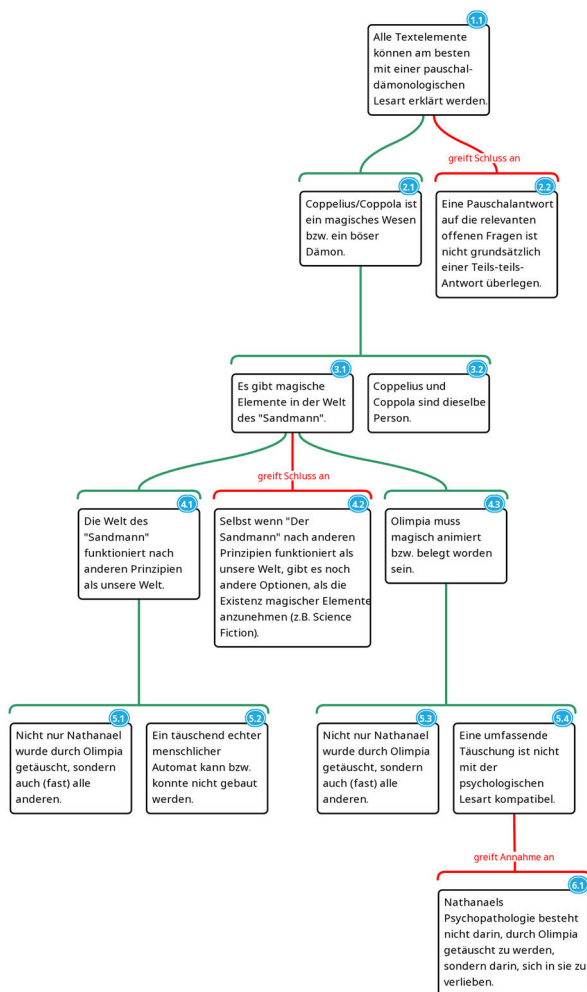 1.1
Alle Textelemente
können am besten
mit einer pauschal-
dämonologischen
Lesart erklärt werden.
greift Schluss an
2.1
Coppelius/Coppola ist
ein magisches Wesen
bzw. ein böser
Dämon.
2.2
Eine Pauschalantwort
auf die relevanten
offenen Fragen ist
nicht grundsätzlich
einer Teils-teils-
Antwort überlegen.
3.1
Es gibt magische
Elemente in der Welt
des "Sandmann".
3.2
Coppelius und
Coppola sind dieselbe
Person.
greift Schluss an
4.1
Die Welt des
"Sandmann"
funktioniert nach
anderen Prinzipien
als unsere Welt.
4.2
Selbst wenn "Der
Sandmann" nach anderen
Prinzipien funktioniert als
unsere Welt, gibt es noch
andere Optionen, als die
Existenz magischer Elemente
anzunehmen (z.B. Science
Fiction).
4.3
Olimpia muss
magisch animiert
bzw. belegt worden
sein.
5.1
Nicht nur Nathanael
wurde durch Olimpia
getäuscht, sondern
auch (fast) alle
anderen.
5.2
Ein täuschend echter
menschlicher
Automat kann bzw.
konnte nicht gebaut
werden.
5.3
Nicht nur Nathanael
wurde durch Olimpia
getäuscht, sondern
auch (fast) alle
anderen.
5.4
Eine umfassende
Täuschung ist nicht
mit der
psychologischen
Lesart kompatibel.
greift Annahme an
6.1
Nathanaels
Psychopathologie besteht
nicht darin, durch Olimpia
getäuscht zu werden,
sondern darin, sich in sie zu
verlieben.